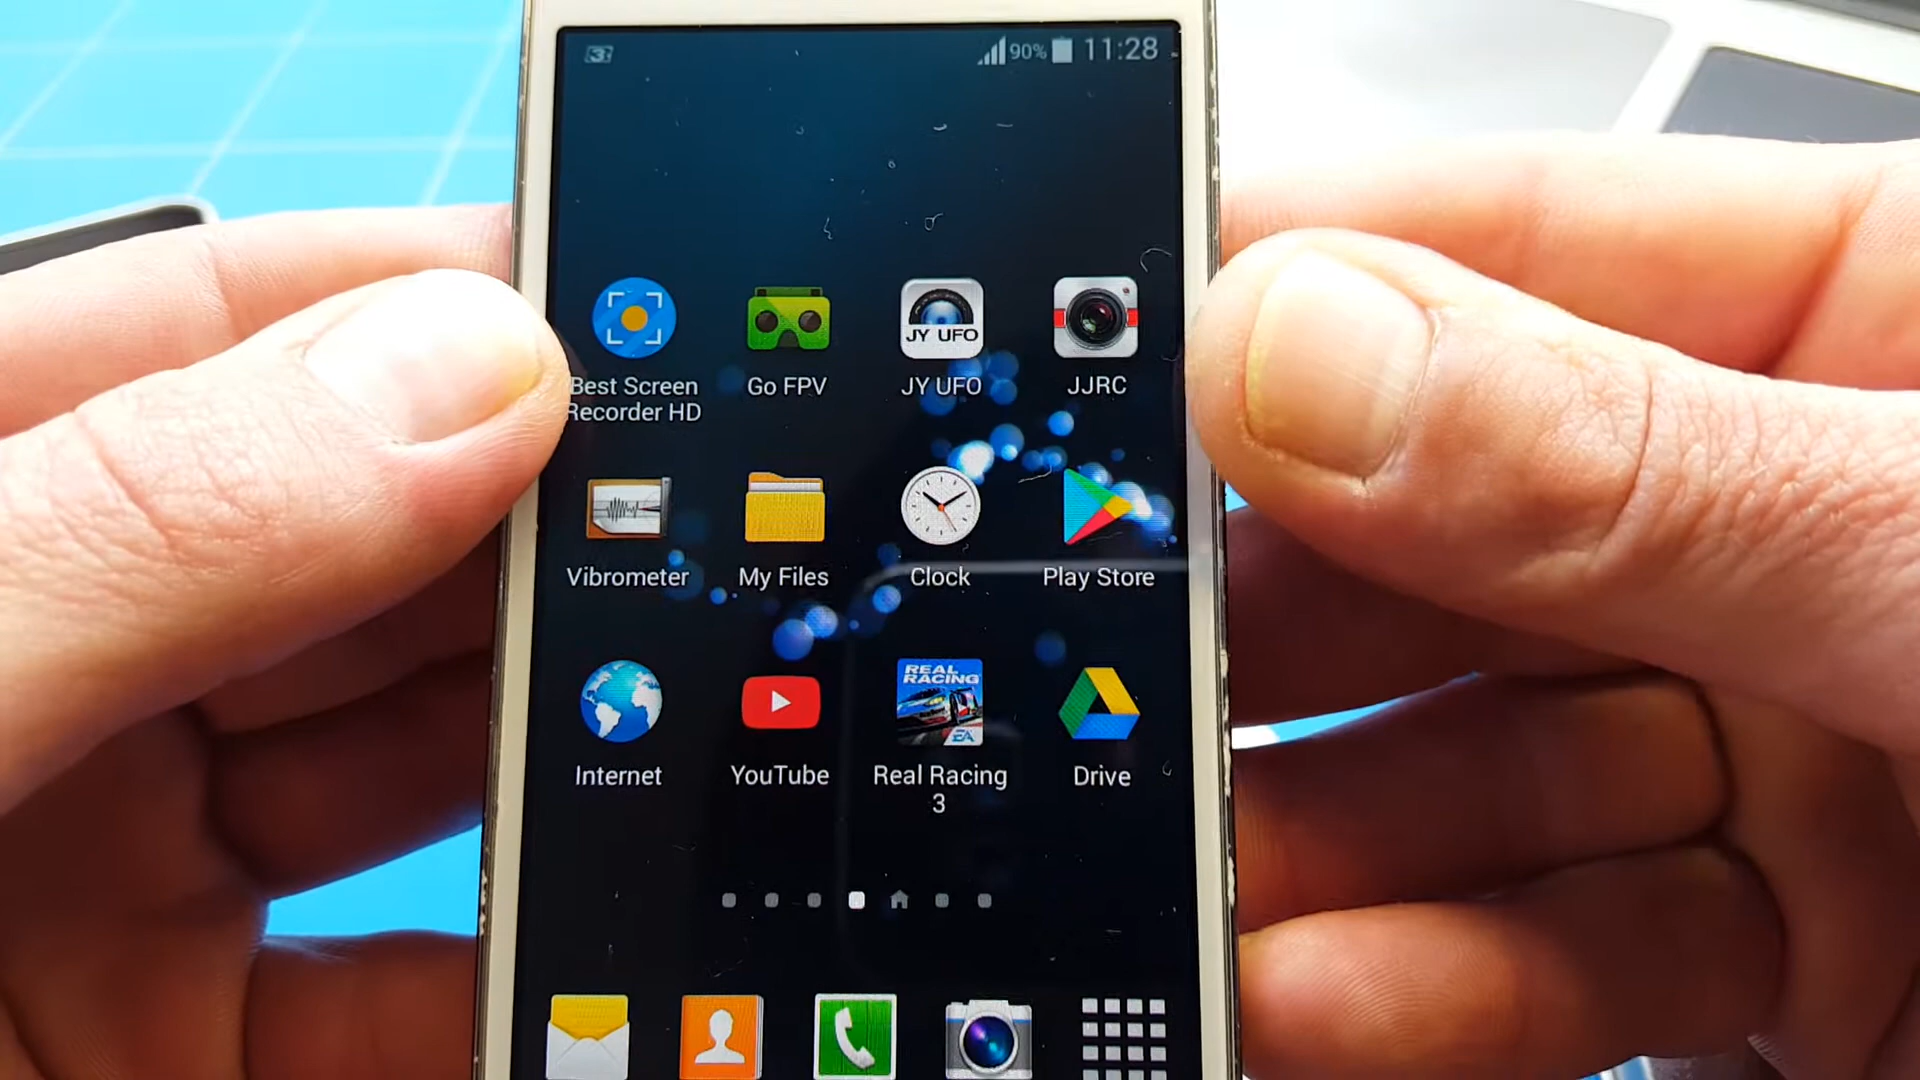 3
90% 11:28
JY UFO
Best Screen Recorder HD
Go FPV
JY UFO
JJRC
Vibrometer
My Files
Clock
Play Store
REAL RACING
EA
Internet
YouTube
Real Racing 3
Drive